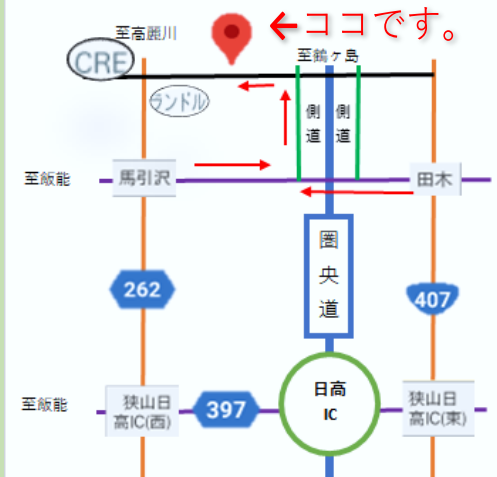 ←ココです。
至高麗川
至鶴ヶ島
CRE
ランドル
側道
側道
至飯能
馬引沢
田木
圏央道
262
407
日高
IC
至飯能
狭山日
高IC(西)
397
狭山日
高IC(東)